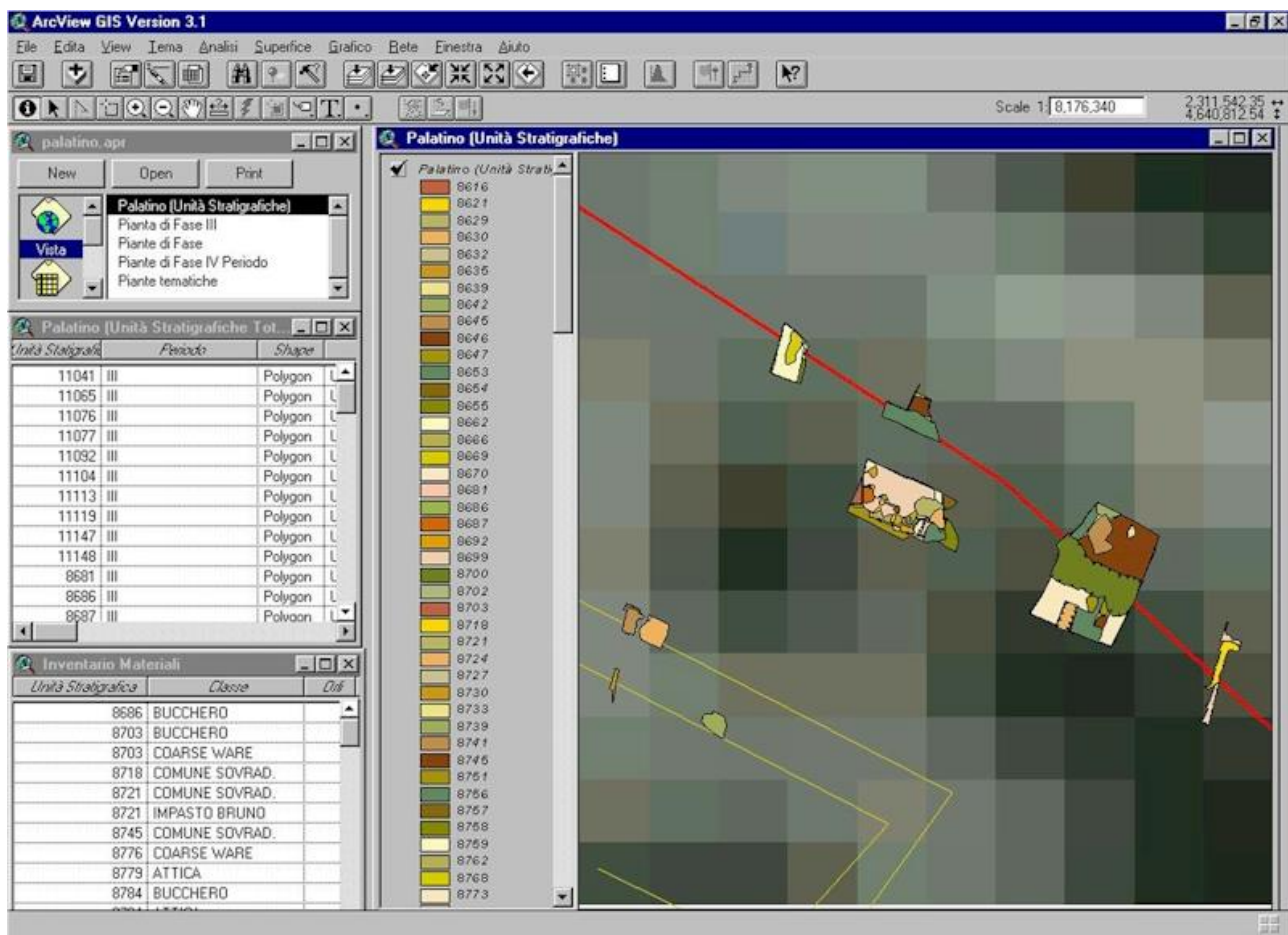 ArcView GIS Version 3.1
File Edita View Tema Analisi Superfice Grafico Rete Finestra Aiuto
Scale 1: 8,176,340
2,311,542.35
4,640,812.54
palatino.apr
New Open Print
Vista
Palatino (Unità Stratigrafiche)
Pianta di Fase III
Piante di Fase
Piante di Fase IV Periodo
Piante tematiche
Palatino (Unità Stratigrafiche Tot...
Unità Statigrafic Periodo Shape
11041 III Polygon
11065 III Polygon
11076 III Polygon
11077 III Polygon
11092 III Polygon
11104 III Polygon
11113 III Polygon
11119 III Polygon
11147 III Polygon
11148 III Polygon
8681 III Polygon
8686 III Polygon
8687 III Polygon
Inventario Materiali
Unità Stratigrafica Classe
8686 BUCCHERO
8703 BUCCHERO
8703 COARSE WARE
8718 COMUNE SOVRAD.
8721 COMUNE SOVRAD.
8721 IMPASTO BRUNO
8745 COMUNE SOVRAD.
8776 COARSE WARE
8779 ATTICA
8784 BUCCHERO
Palatino (Unità Stratigrafiche)
Palatino (Unità Strati
8616
8621
8629
8630
8632
8635
8639
8642
8645
8646
8647
8653
8654
8655
8662
8666
8669
8670
8681
8686
8687
8692
8699
8700
8702
8703
8718
8721
8724
8727
8730
8733
8739
8741
8745
8751
8756
8757
8758
8759
8762
8768
8773